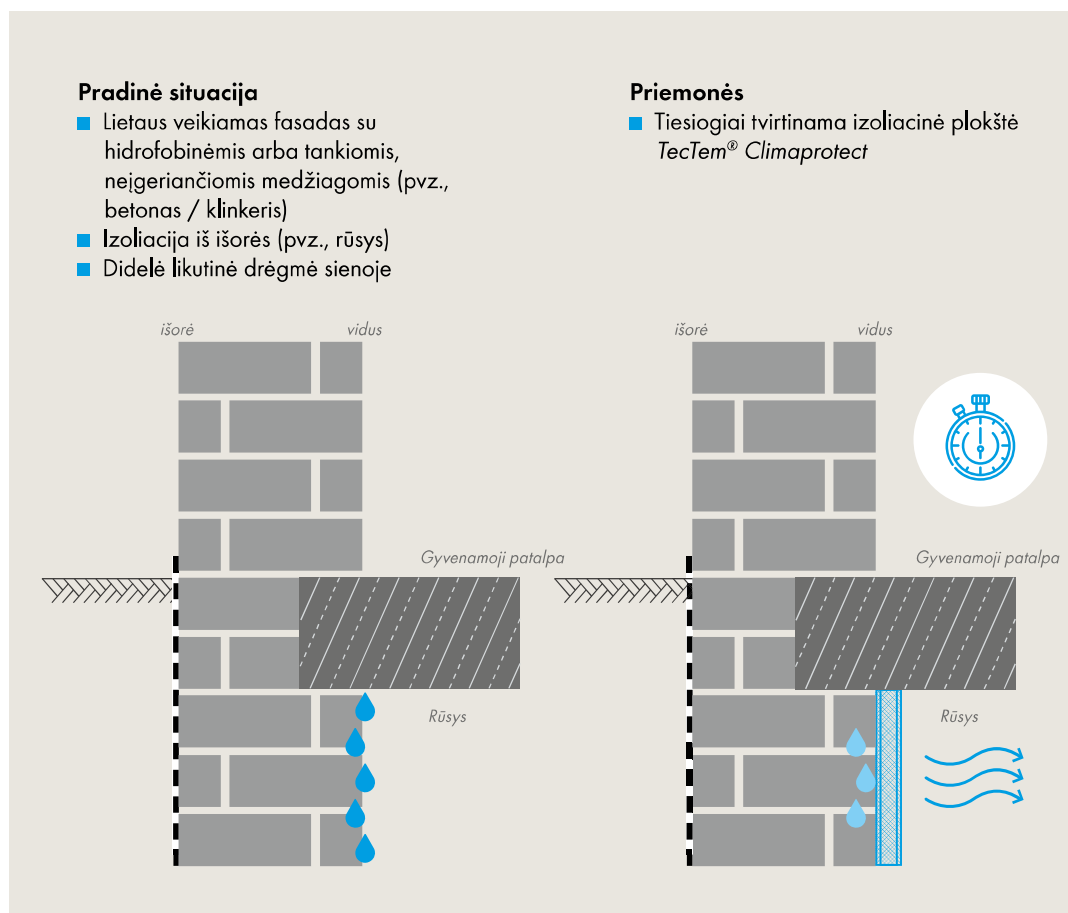 Pradinė situacija
Lietaus veikiamas fasadas su
hidrofobinėmis arba tankiomis,
neįgeriančiomis medžiagomis (pvz.,
betonas / klinkeris)
Izoliacija iš išorės (pvz., rūsys)
Didelė likutinė drėgmė sienoje
išorė
vidus
Gyvenamoji patalpa
Rūsys
Priemonės
Tiesiogiai tvirtinama izoliacinė plokštė
TecTem® Climaprotect
išorė
vidus
Gyvenamoji patalpa
Rūsys